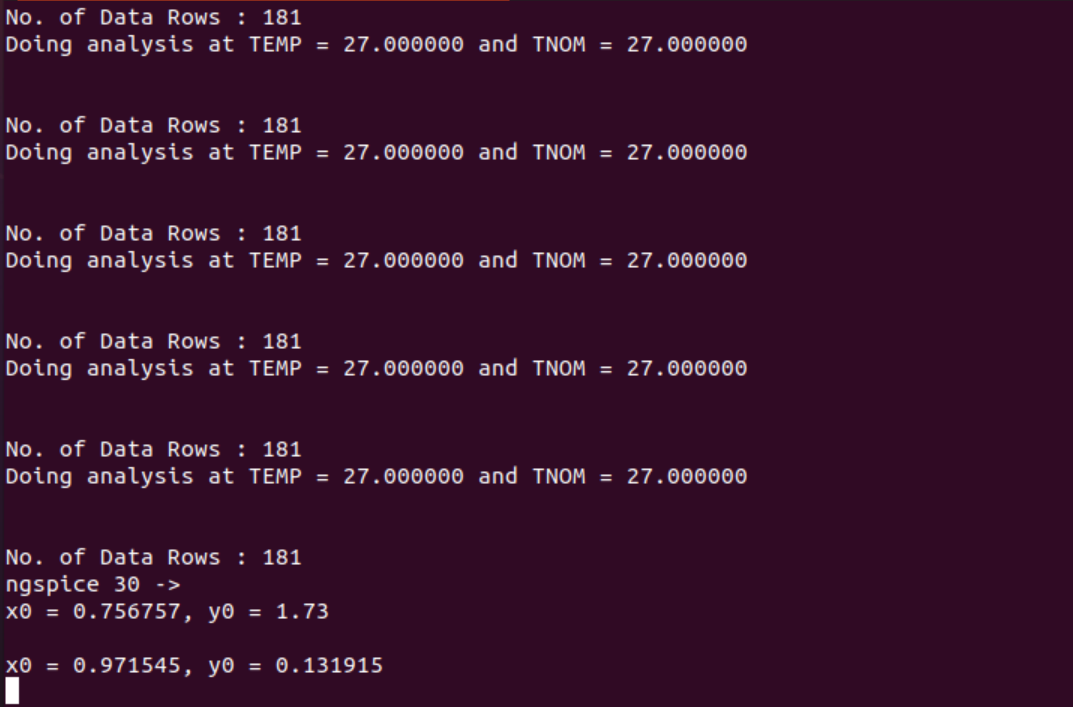 No. of Data Rows : 181
Doing analysis at TEMP = 27.000000 and TNOM = 27.000000
No. of Data Rows : 181
Doing analysis at TEMP = 27.000000 and TNOM = 27.000000
No. of Data Rows : 181
Doing analysis at TEMP = 27.000000 and TNOM = 27.000000
No. of Data Rows : 181
Doing analysis at TEMP = 27.000000 and TNOM = 27.000000
No. of Data Rows : 181
Doing analysis at TEMP = 27.000000 and TNOM = 27.000000
No. of Data Rows : 181
ngspice 30 ->
x0 = 0.756757, y0 = 1.73
x0 = 0.971545, y0 = 0.131915